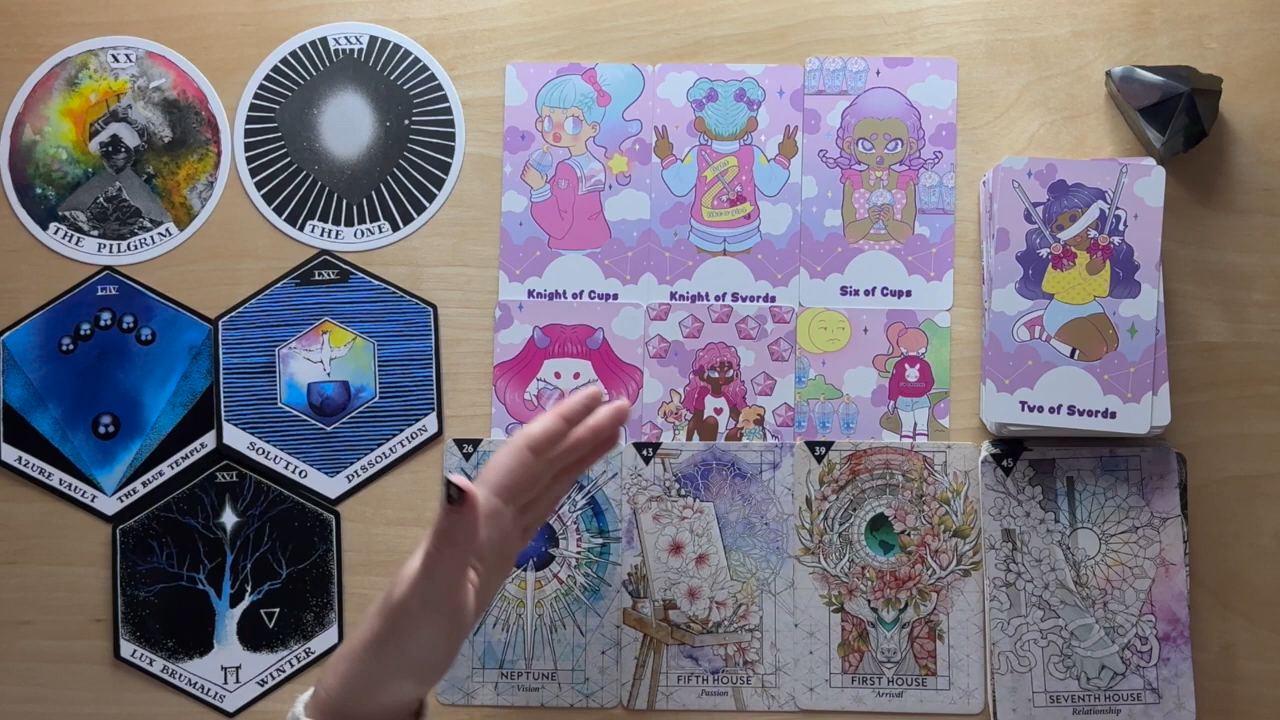 XX
THE PILGRIM
XXX
THE ONE
LIV
AZURE VAULT
THE BLUE TEMPLE
LXV
SOLUTIO
DISSOLUTION
XVI
LUX BRUMALIS
WINTER
Knight of Cups
Knight of Swords
Six of Cups
Two of Swords
26
NEPTUNE
Vision
43
FIFTH HOUSE
Passion
39
FIRST HOUSE
Arrival
45
SEVENTH HOUSE
Relationship